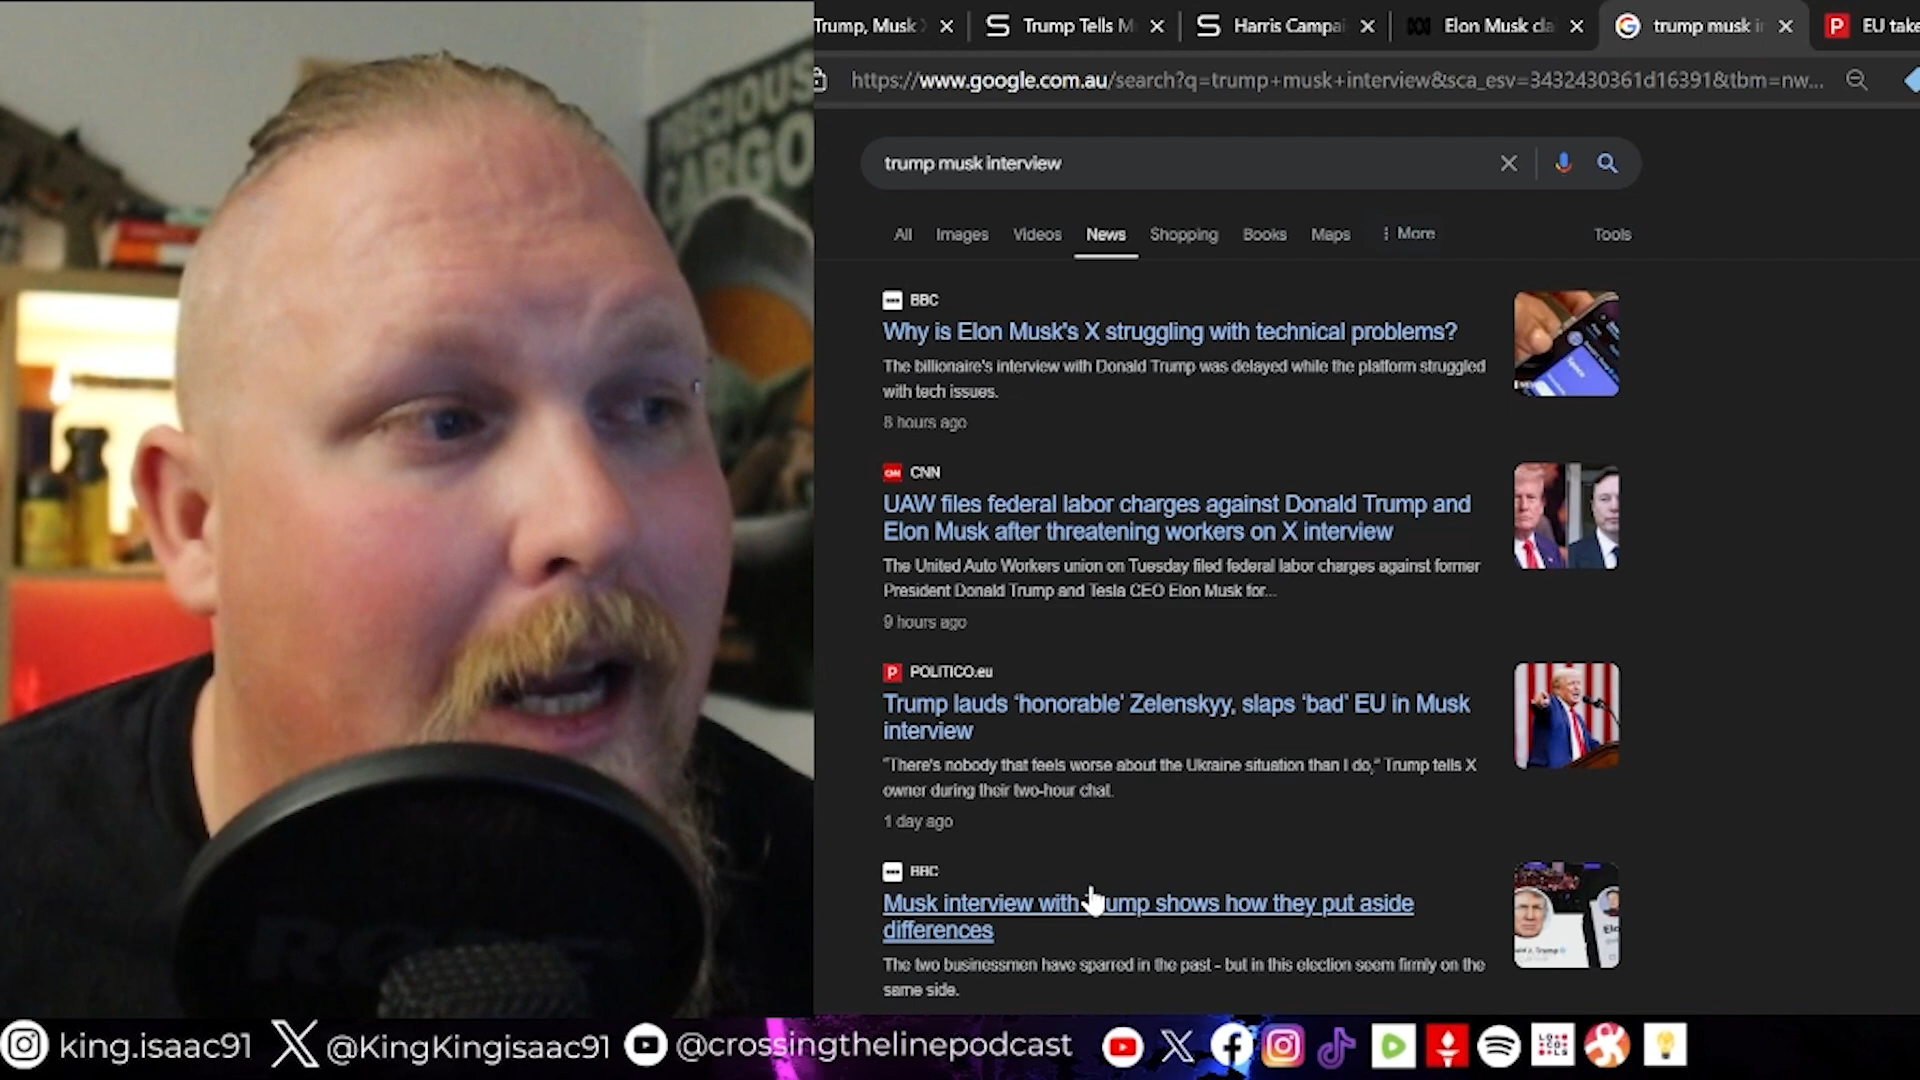 Trump, Musk
Trump Tells M
Harris Campai
Elon Musk cla
trump musk in
EU take
https://www.google.com.au/search?q=trump+musk+interview&sca_esv=3432430361d16391&tbm=nw...
trump musk interview
All
Images
Videos
News
Shopping
Books
Maps
More
Tools
BBC
Why is Elon Musk's X struggling with technical problems?
The billionaire's interview with Donald Trump was delayed while the platform struggled
with tech issues.
8 hours ago
CNN
UAW files federal labor charges against Donald Trump and
Elon Musk after threatening workers on X interview
The United Auto Workers union on Tuesday filed federal labor charges against former
President Donald Trump and Tesla CEO Elon Musk for...
9 hours ago
POLITICO.eu
Trump lauds ‘honorable’ Zelenskyy, slaps ‘bad’ EU in Musk
interview
“There's nobody that feels worse about the Ukraine situation than I do,” Trump tells X
owner during their two-hour chat.
1 day ago
BBC
Musk interview with Trump shows how they put aside
differences
The two businessmen have sparred in the past - but in this election seem firmly on the
same side.
PRECIOUS
CARGO
king.isaac91
@KingKingisaac91
@crossingthelinepodcast